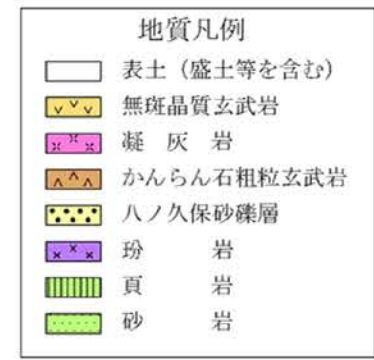 地質凡例
表土（盛土等を含む）
無斑晶質玄武岩
凝 灰 岩
かんらん石粗粒玄武岩
八ノ久保砂礫層
玢 岩
頁 岩
砂 岩